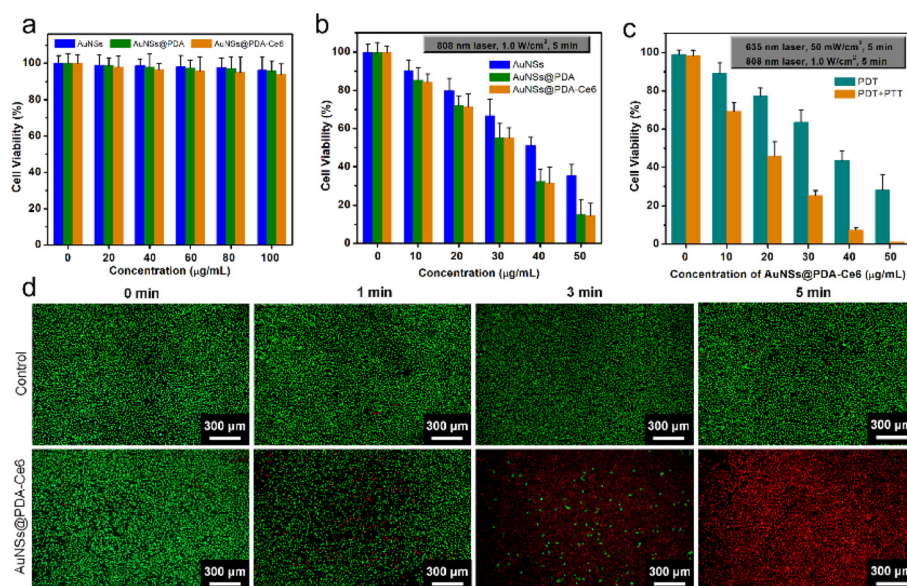 a
AuNSs AuNSs@PDA AuNSs@PDA-Ce6
Cell Viability (%)
100
80
60
40
20
0
0 20 40 60 80 100
Concentration (μg/mL)
b
808 nm laser, 1.0 W/cm², 5 min
AuNSs
AuNSs@PDA
AuNSs@PDA-Ce6
Cell Viability (%)
100
80
60
40
20
0
0 10 20 30 40 50
Concentration (μg/mL)
c
635 nm laser, 50 mW/cm², 5 min
808 nm laser, 1.0 W/cm², 5 min
PDT
PDT+PTT
Cell Viability (%)
100
80
60
40
20
0
0 10 20 30 40 50
Concentration of AuNSs@PDA-Ce6 (μg/mL)
d
0 min 1 min 3 min 5 min
Control
300 μm 300 μm 300 μm 300 μm
AuNSs@PDA-Ce6
300 μm 300 μm 300 μm 300 μm